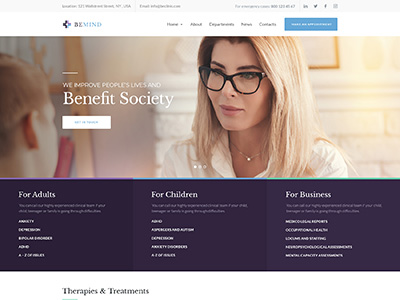 Location: 521 Wallstreet Street, NY, USA
Email: info@bemine.com
For emergency cases: 800 123 85 67
BEMIND
Home
About
Departments
News
Contacts
MAKE AN APPOINTMENT
WE IMPROVE PEOPLE'S LIVES AND
Benefit Society
GET IN TOUCH
For Adults
You can call our highly experienced clinical team if your
child, teenager or family is going through difficulties.
ANXIETY
DEPRESSION
BIPOLAR DISORDER
ADHD
A - Z OF ISSUES
For Children
You can call our highly experienced clinical team if your child,
teenager or family is going through difficulties.
ADHD
ASPERGERS AND AUTISM
DEPRESSION
ANXIETY DISORDERS
A - Z OF ISSUES
For Business
You can call our highly experienced clinical team if your child,
teenager or family is going through difficulties.
MEDICO LEGAL REPORTS
OCCUPATIONAL HEALTH
LOCUMS AND STAFFING
NEUROPSYCHOLOGICAL ASSESSMENTS
MENTAL CAPACITY ASSESSMENTS
Therapies & Treatments